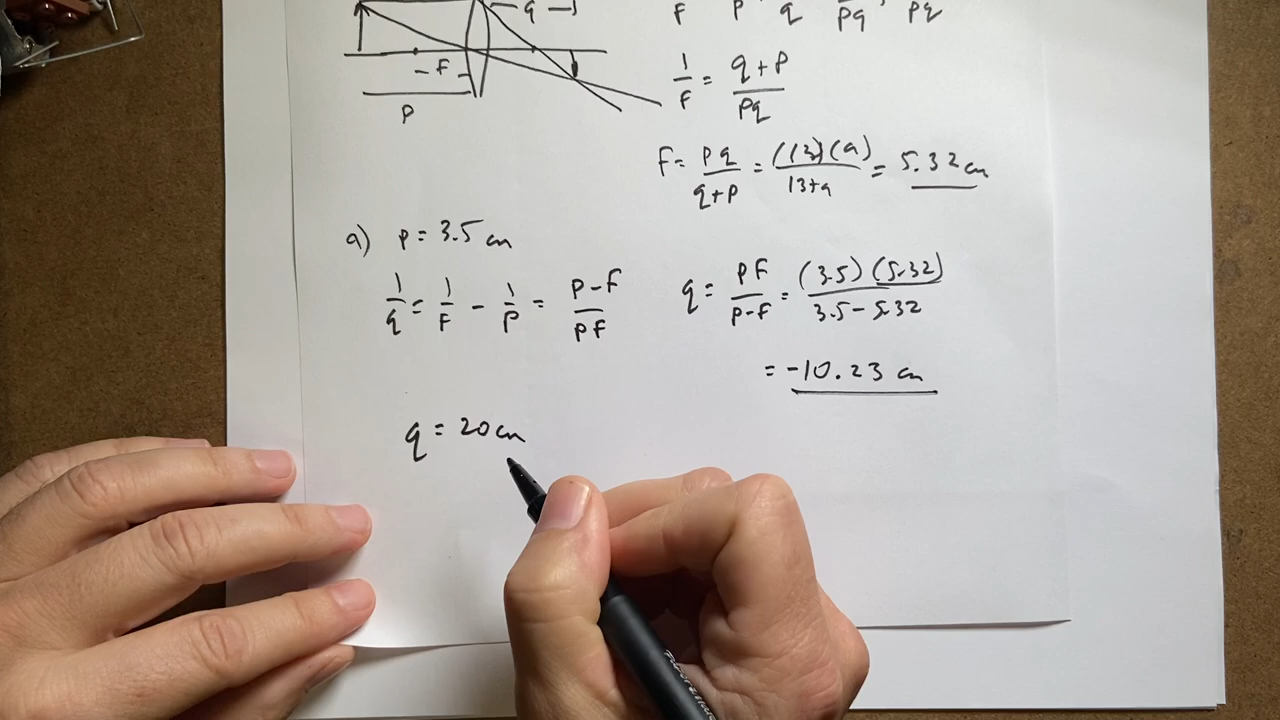 q
F P q Pq Pq
- F
P
1/F = q+P/Pq
F = Pq/q+P = (13)(9)/13+9 = 5.32 cm
a) P = 3.5 cm
1/q = 1/F - 1/P = P-F/PF
q = PF/P-F = (3.5)(5.32)/3.5-5.32
= -10.23 cm
q = 20 cm